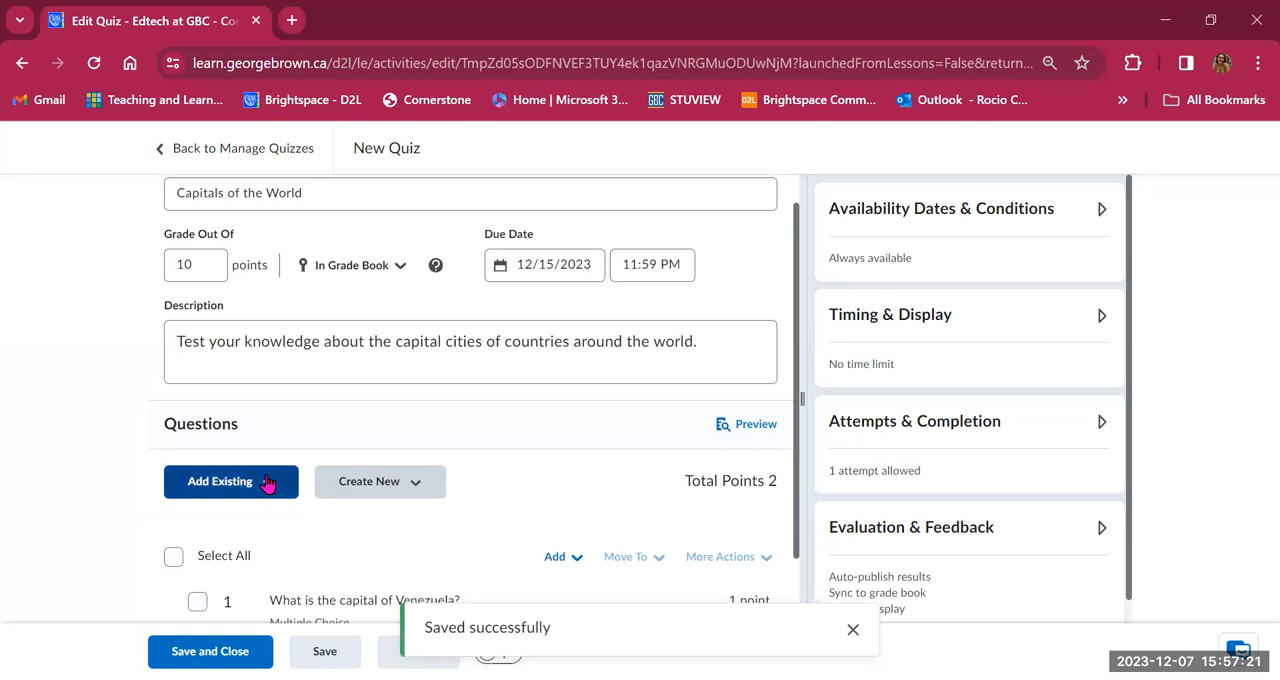 Edit Quiz - Edtech at GBC - Co
learn.georgebrown.ca/d2l/le/activities/edit/TmpZd05sODFNVEF3TUY4ek1qazVNRGMuODUwNjM?launchedFromLessons=False&return...
Gmail
Teaching and Learn...
Brightspace - D2L
Cornerstone
Home | Microsoft 3...
GBC STUVIEW
D2L Brightspace Comm...
Outlook - Rocio C...
All Bookmarks
Back to Manage Quizzes
New Quiz
Capitals of the World
Grade Out Of
10 points
In Grade Book
Due Date
12/15/2023
11:59 PM
Description
Test your knowledge about the capital cities of countries around the world.
Questions
Preview
Add Existing
Create New
Total Points 2
Select All
Add
Move To
More Actions
1 What is the capital of Venezuela? 1 point
Multiple Choice
Availability Dates & Conditions
Always available
Timing & Display
No time limit
Attempts & Completion
1 attempt allowed
Evaluation & Feedback
Auto-publish results
Sync to grade book
splay
Save and Close
Save
Saved successfully
2023-12-07 15:57:21